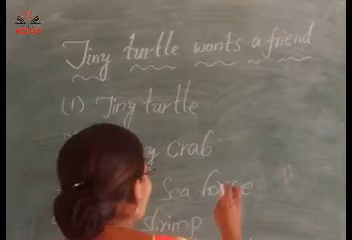 Tiny turtle wants a friend
(1) Tiny turtle
crab
Sea horse
shrimp